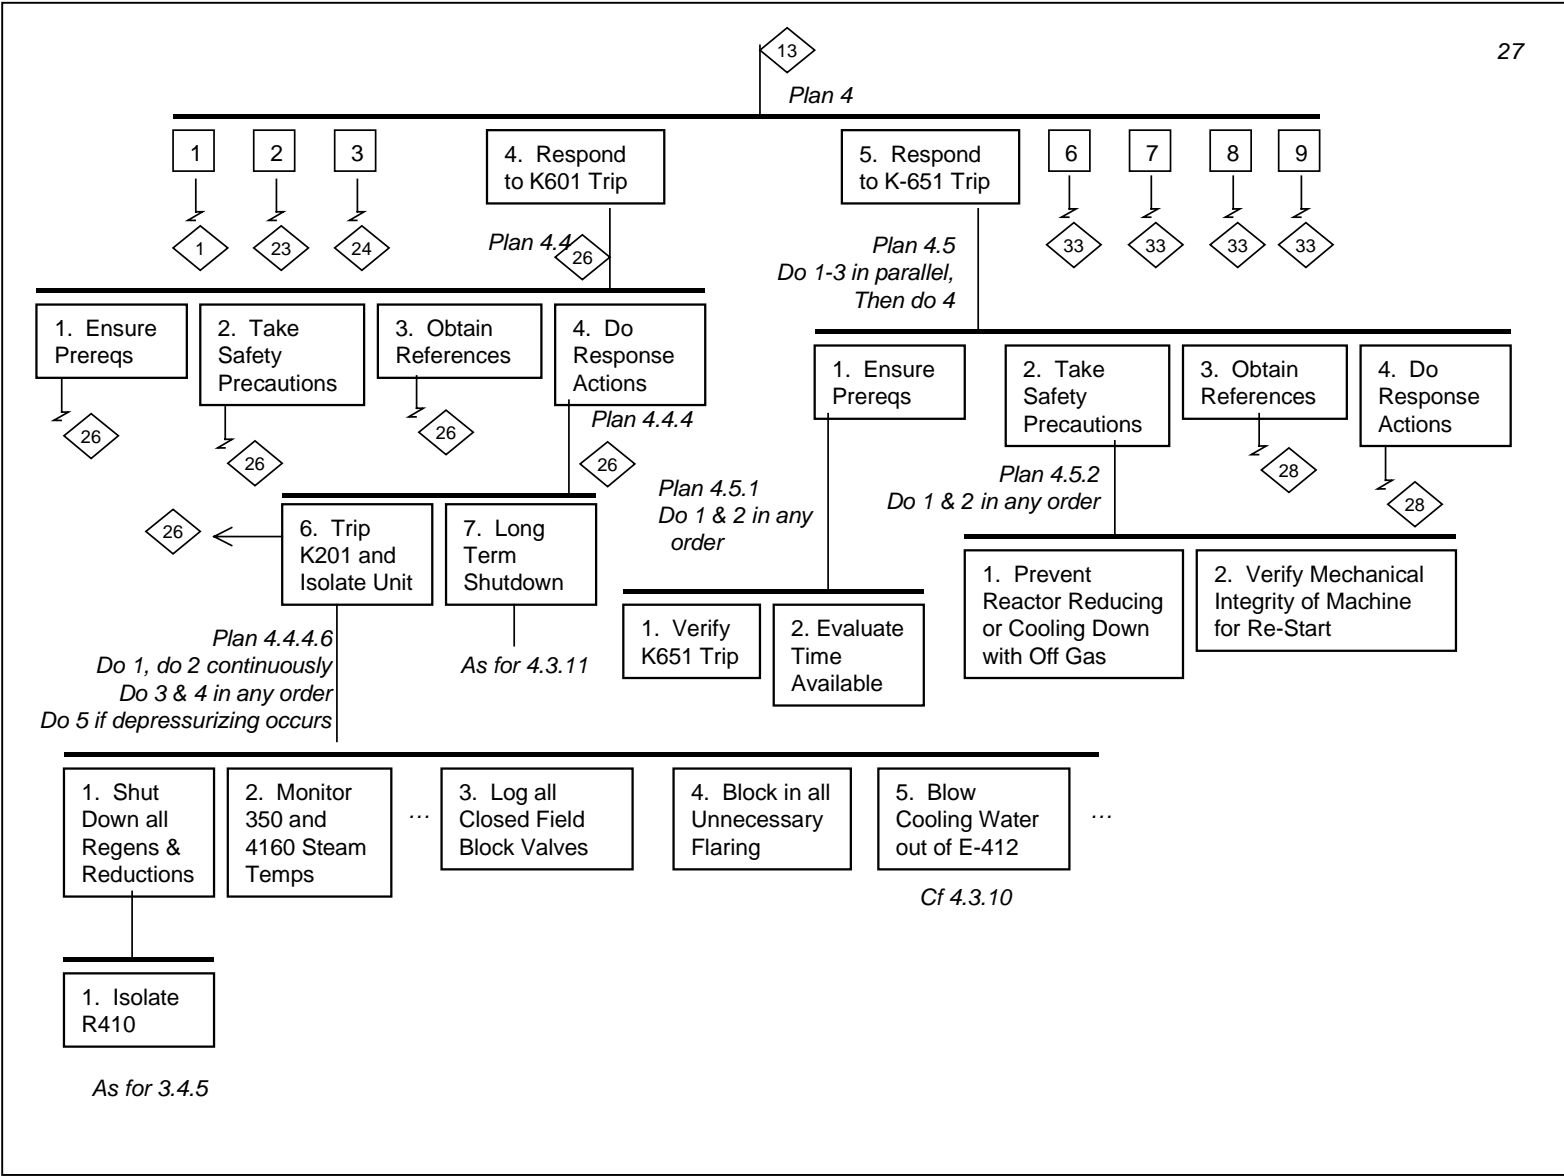 13
27
Plan 4
1
2
3
4. Respond
to K601 Trip
5. Respond
to K-651 Trip
6
7
8
9
1
23
24
Plan 4.4
26
Plan 4.5
Do 1-3 in parallel,
Then do 4
33
33
33
33
1. Ensure
Prereqs
2. Take
Safety
Precautions
3. Obtain
References
4. Do
Response
Actions
1. Ensure
Prereqs
2. Take
Safety
Precautions
3. Obtain
References
4. Do
Response
Actions
26
26
26
Plan 4.4.4
26
Plan 4.5.1
Do 1 & 2 in any
order
Plan 4.5.2
Do 1 & 2 in any order
28
28
26
6. Trip
K201 and
Isolate Unit
7. Long
Term
Shutdown
1. Prevent
Reactor Reducing
or Cooling Down
with Off Gas
2. Verify Mechanical
Integrity of Machine
for Re-Start
1. Verify
K651 Trip
2. Evaluate
Time
Available
Plan 4.4.4.6
Do 1, do 2 continuously
Do 3 & 4 in any order
Do 5 if depressurizing occurs
As for 4.3.11
1. Shut
Down all
Regens &
Reductions
2. Monitor
350 and
4160 Steam
Temps
...
3. Log all
Closed Field
Block Valves
4. Block in all
Unnecessary
Flaring
5. Blow
Cooling Water
out of E-412
...
Cf 4.3.10
1. Isolate
R410
As for 3.4.5